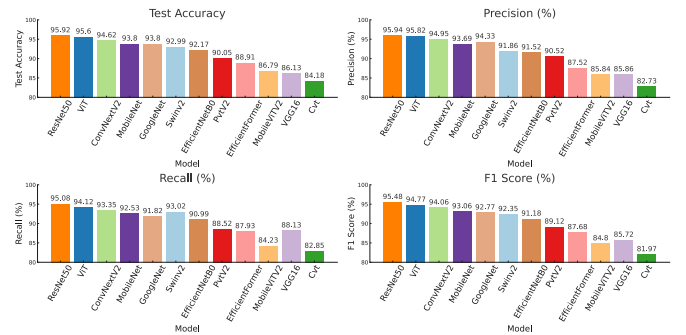 Test Accuracy
Test Accuracy
100
95
90
85
80
95.92
95.6
94.62
93.8
93.8
92.99
92.17
90.05
88.91
86.79
86.13
84.18
ResNet50
ViT
ConvNextV2
MobileNet
GoogleNet
Swinv2
EfficientNetB0
PvtV2
EfficientFormer
MobileViTV2
VGG16
Cvt
Model
Precision (%)
Precision (%)
100
95
90
85
80
95.94
95.82
94.95
93.69
94.33
91.86
91.52
90.52
87.52
85.84
85.86
82.73
ResNet50
ViT
ConvNextV2
MobileNet
GoogleNet
Swinv2
EfficientNetB0
PvtV2
EfficientFormer
MobileViTV2
VGG16
Cvt
Model
Recall (%)
Recall (%)
100
95
90
85
80
95.08
94.12
93.35
92.53
91.82
93.02
90.99
88.52
87.93
84.23
88.13
82.85
ResNet50
ViT
ConvNextV2
MobileNet
GoogleNet
Swinv2
EfficientNetB0
PvtV2
EfficientFormer
MobileViTV2
VGG16
Cvt
Model
F1 Score (%)
F1 Score (%)
100
95
90
85
80
95.48
94.77
94.06
93.06
92.77
92.35
91.18
89.12
87.68
84.8
85.72
81.97
ResNet50
ViT
ConvNextV2
MobileNet
GoogleNet
Swinv2
EfficientNetB0
PvtV2
EfficientFormer
MobileViTV2
VGG16
Cvt
Model